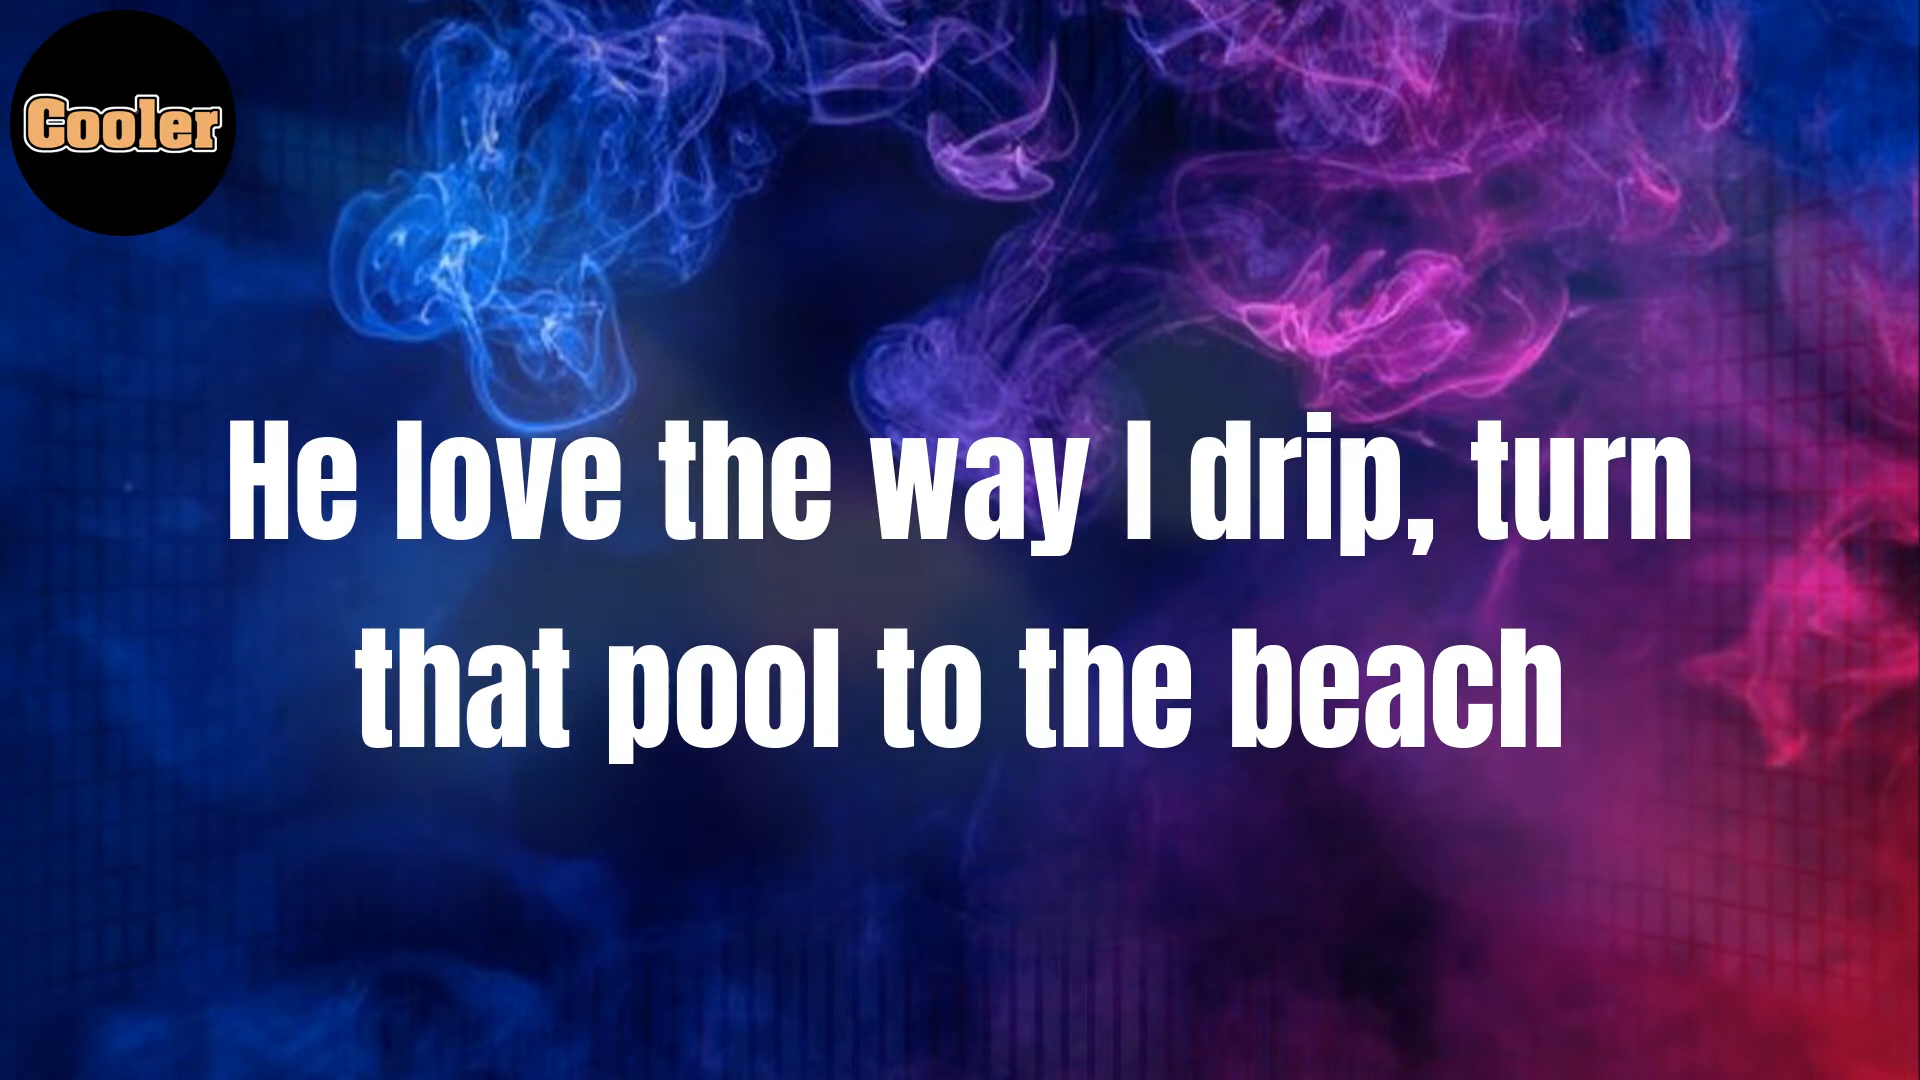 Cooler
He love the way I drip, turn
that pool to the beach